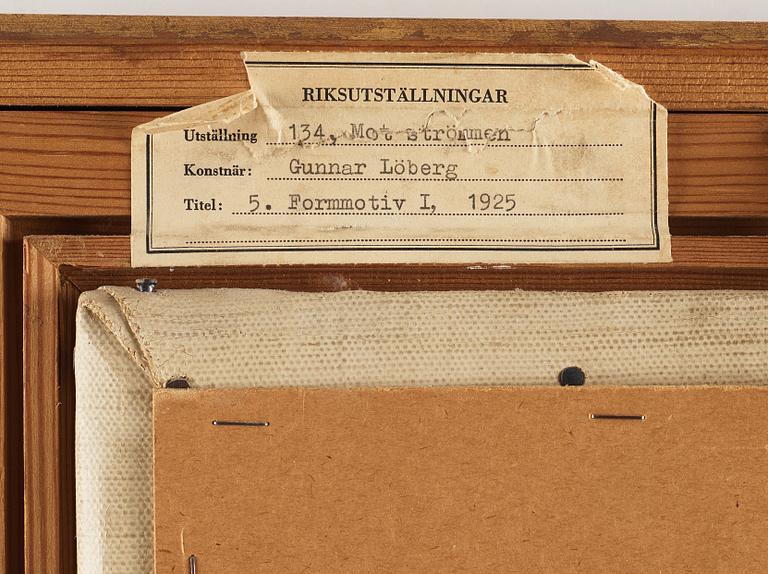 RIKSUTSTÄLLNINGAR
Utställning 134, Mot strömmen
Konstnär: Gunnar Löberg
Titel: 5. Formmotiv I, 1925